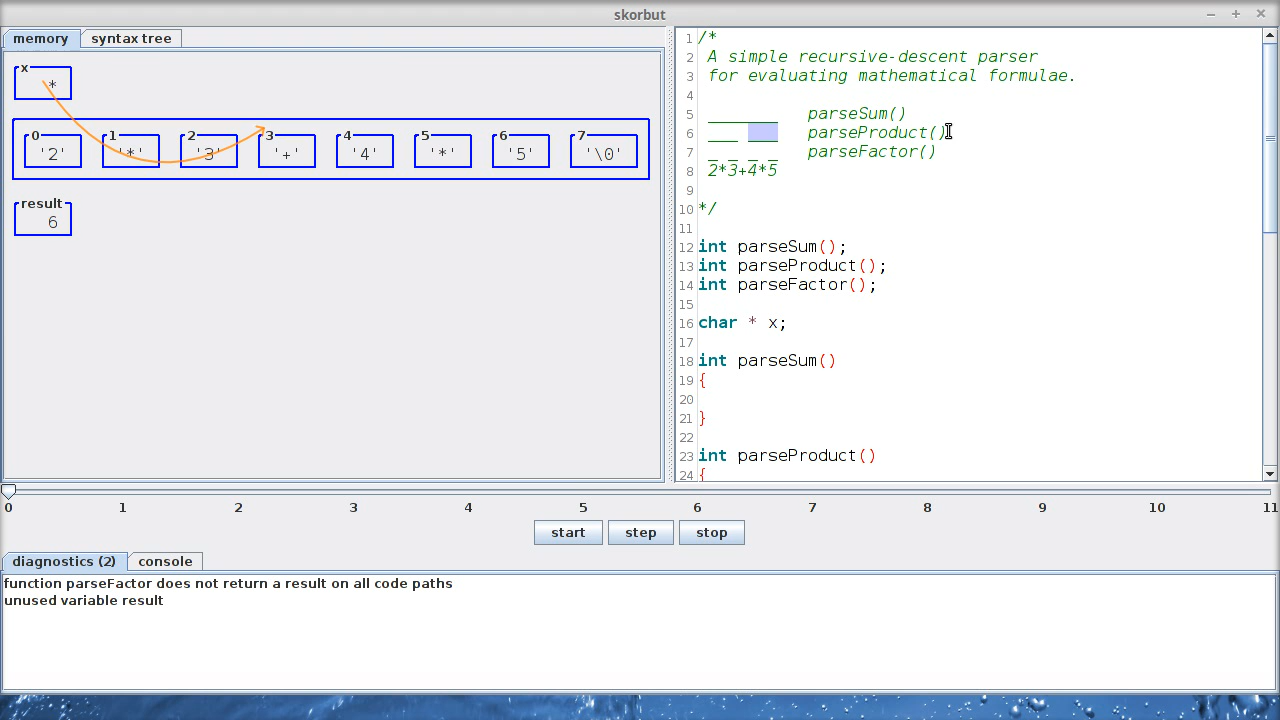 skorbut
memory syntax tree
x
*
0 1 2 3 4 5 6 7
'2' '*' '3' '+' '4' '*' '5' '\0'
result
6
1 /*
2 A simple recursive-descent parser
3 for evaluating mathematical formulae.
4
5 _______ parseSum()
6 ___ ___ parseProduct()
7 _ _ _ _ parseFactor()
8 2*3+4*5
9
10 */
11
12 int parseSum();
13 int parseProduct();
14 int parseFactor();
15
16 char * x;
17
18 int parseSum()
19 {
20
21 }
22
23 int parseProduct()
24 {
0 1 2 3 4 5 6 7 8 9 10 11
start step stop
diagnostics (2) console
function parseFactor does not return a result on all code paths
unused variable result